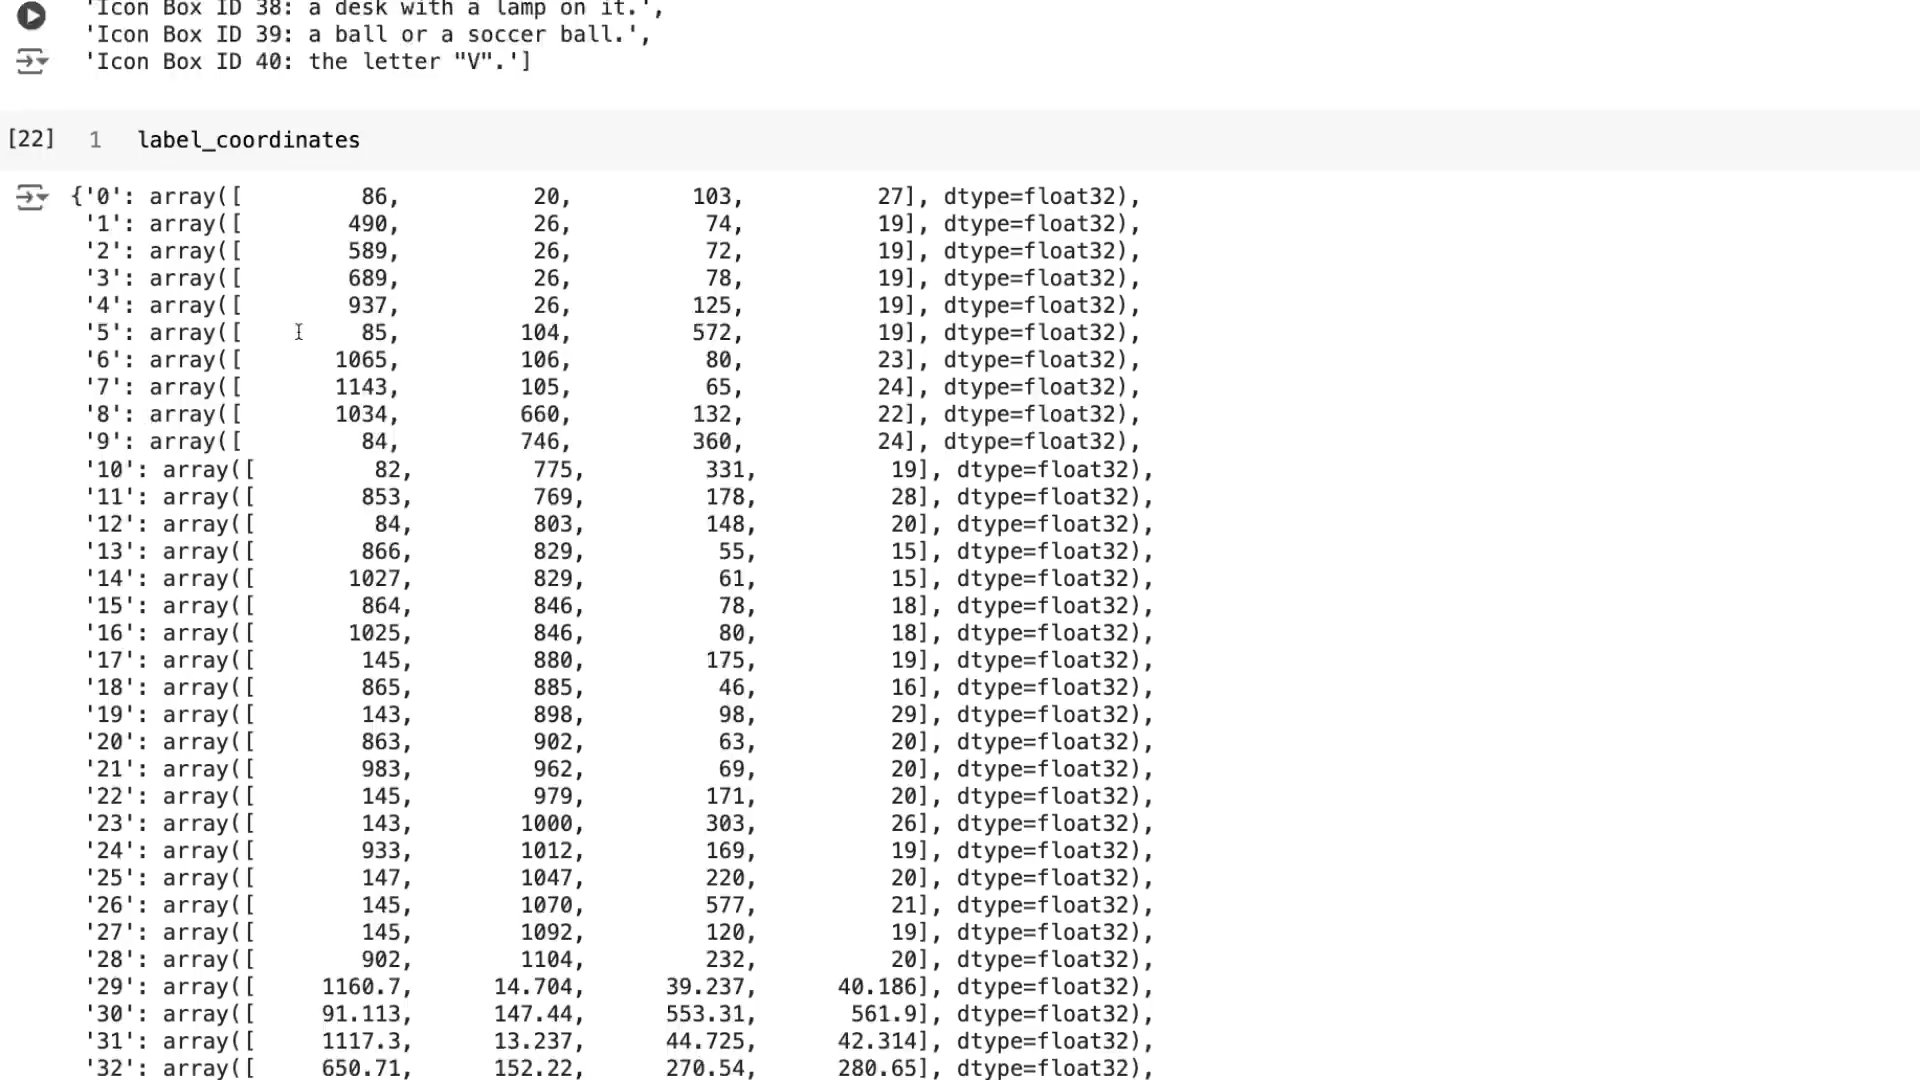 'Icon Box ID 38: a desk with a lamp on it.',
'Icon Box ID 39: a ball or a soccer ball.',
'Icon Box ID 40: the letter "V".']
[22] 1 label_coordinates
{'0': array([ 86, 20, 103, 27], dtype=float32),
'1': array([ 490, 26, 74, 19], dtype=float32),
'2': array([ 589, 26, 72, 19], dtype=float32),
'3': array([ 689, 26, 78, 19], dtype=float32),
'4': array([ 937, 26, 125, 19], dtype=float32),
'5': array([ 85, 104, 572, 19], dtype=float32),
'6': array([ 1065, 106, 80, 23], dtype=float32),
'7': array([ 1143, 105, 65, 24], dtype=float32),
'8': array([ 1034, 660, 132, 22], dtype=float32),
'9': array([ 84, 746, 360, 24], dtype=float32),
'10': array([ 82, 775, 331, 19], dtype=float32),
'11': array([ 853, 769, 178, 28], dtype=float32),
'12': array([ 84, 803, 148, 20], dtype=float32),
'13': array([ 866, 829, 55, 15], dtype=float32),
'14': array([ 1027, 829, 61, 15], dtype=float32),
'15': array([ 864, 846, 78, 18], dtype=float32),
'16': array([ 1025, 846, 80, 18], dtype=float32),
'17': array([ 145, 880, 175, 19], dtype=float32),
'18': array([ 865, 885, 46, 16], dtype=float32),
'19': array([ 143, 898, 98, 29], dtype=float32),
'20': array([ 863, 902, 63, 20], dtype=float32),
'21': array([ 983, 962, 69, 20], dtype=float32),
'22': array([ 145, 979, 171, 20], dtype=float32),
'23': array([ 143, 1000, 303, 26], dtype=float32),
'24': array([ 933, 1012, 169, 19], dtype=float32),
'25': array([ 147, 1047, 220, 20], dtype=float32),
'26': array([ 145, 1070, 577, 21], dtype=float32),
'27': array([ 145, 1092, 120, 19], dtype=float32),
'28': array([ 902, 1104, 232, 20], dtype=float32),
'29': array([ 1160.7, 14.704, 39.237, 40.186], dtype=float32),
'30': array([ 91.113, 147.44, 553.31, 561.9], dtype=float32),
'31': array([ 1117.3, 13.237, 44.725, 42.314], dtype=float32),
'32': array([ 650.71, 152.22, 270.54, 280.65], dtype=float32),